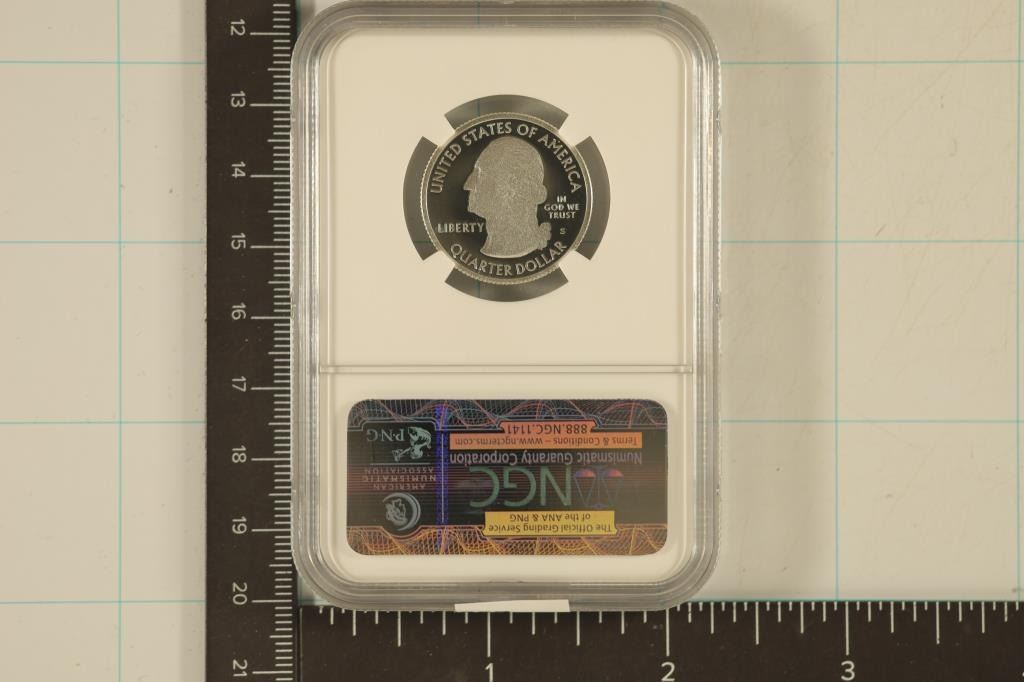 12
13
14
15
16
17
18
19
20
21
UNITED STATES OF AMERICA
IN
GOD WE
TRUST
LIBERTY
S
QUARTER DOLLAR
The Official Grading Service
of the ANA & PNG
NGC
Numismatic Guaranty Corporation
Terms & Conditions – www.ngcterms.com
888.NGC.1141
AMERICAN
NUMISMATIC
ASSOCIATION
PNG
1
2
3